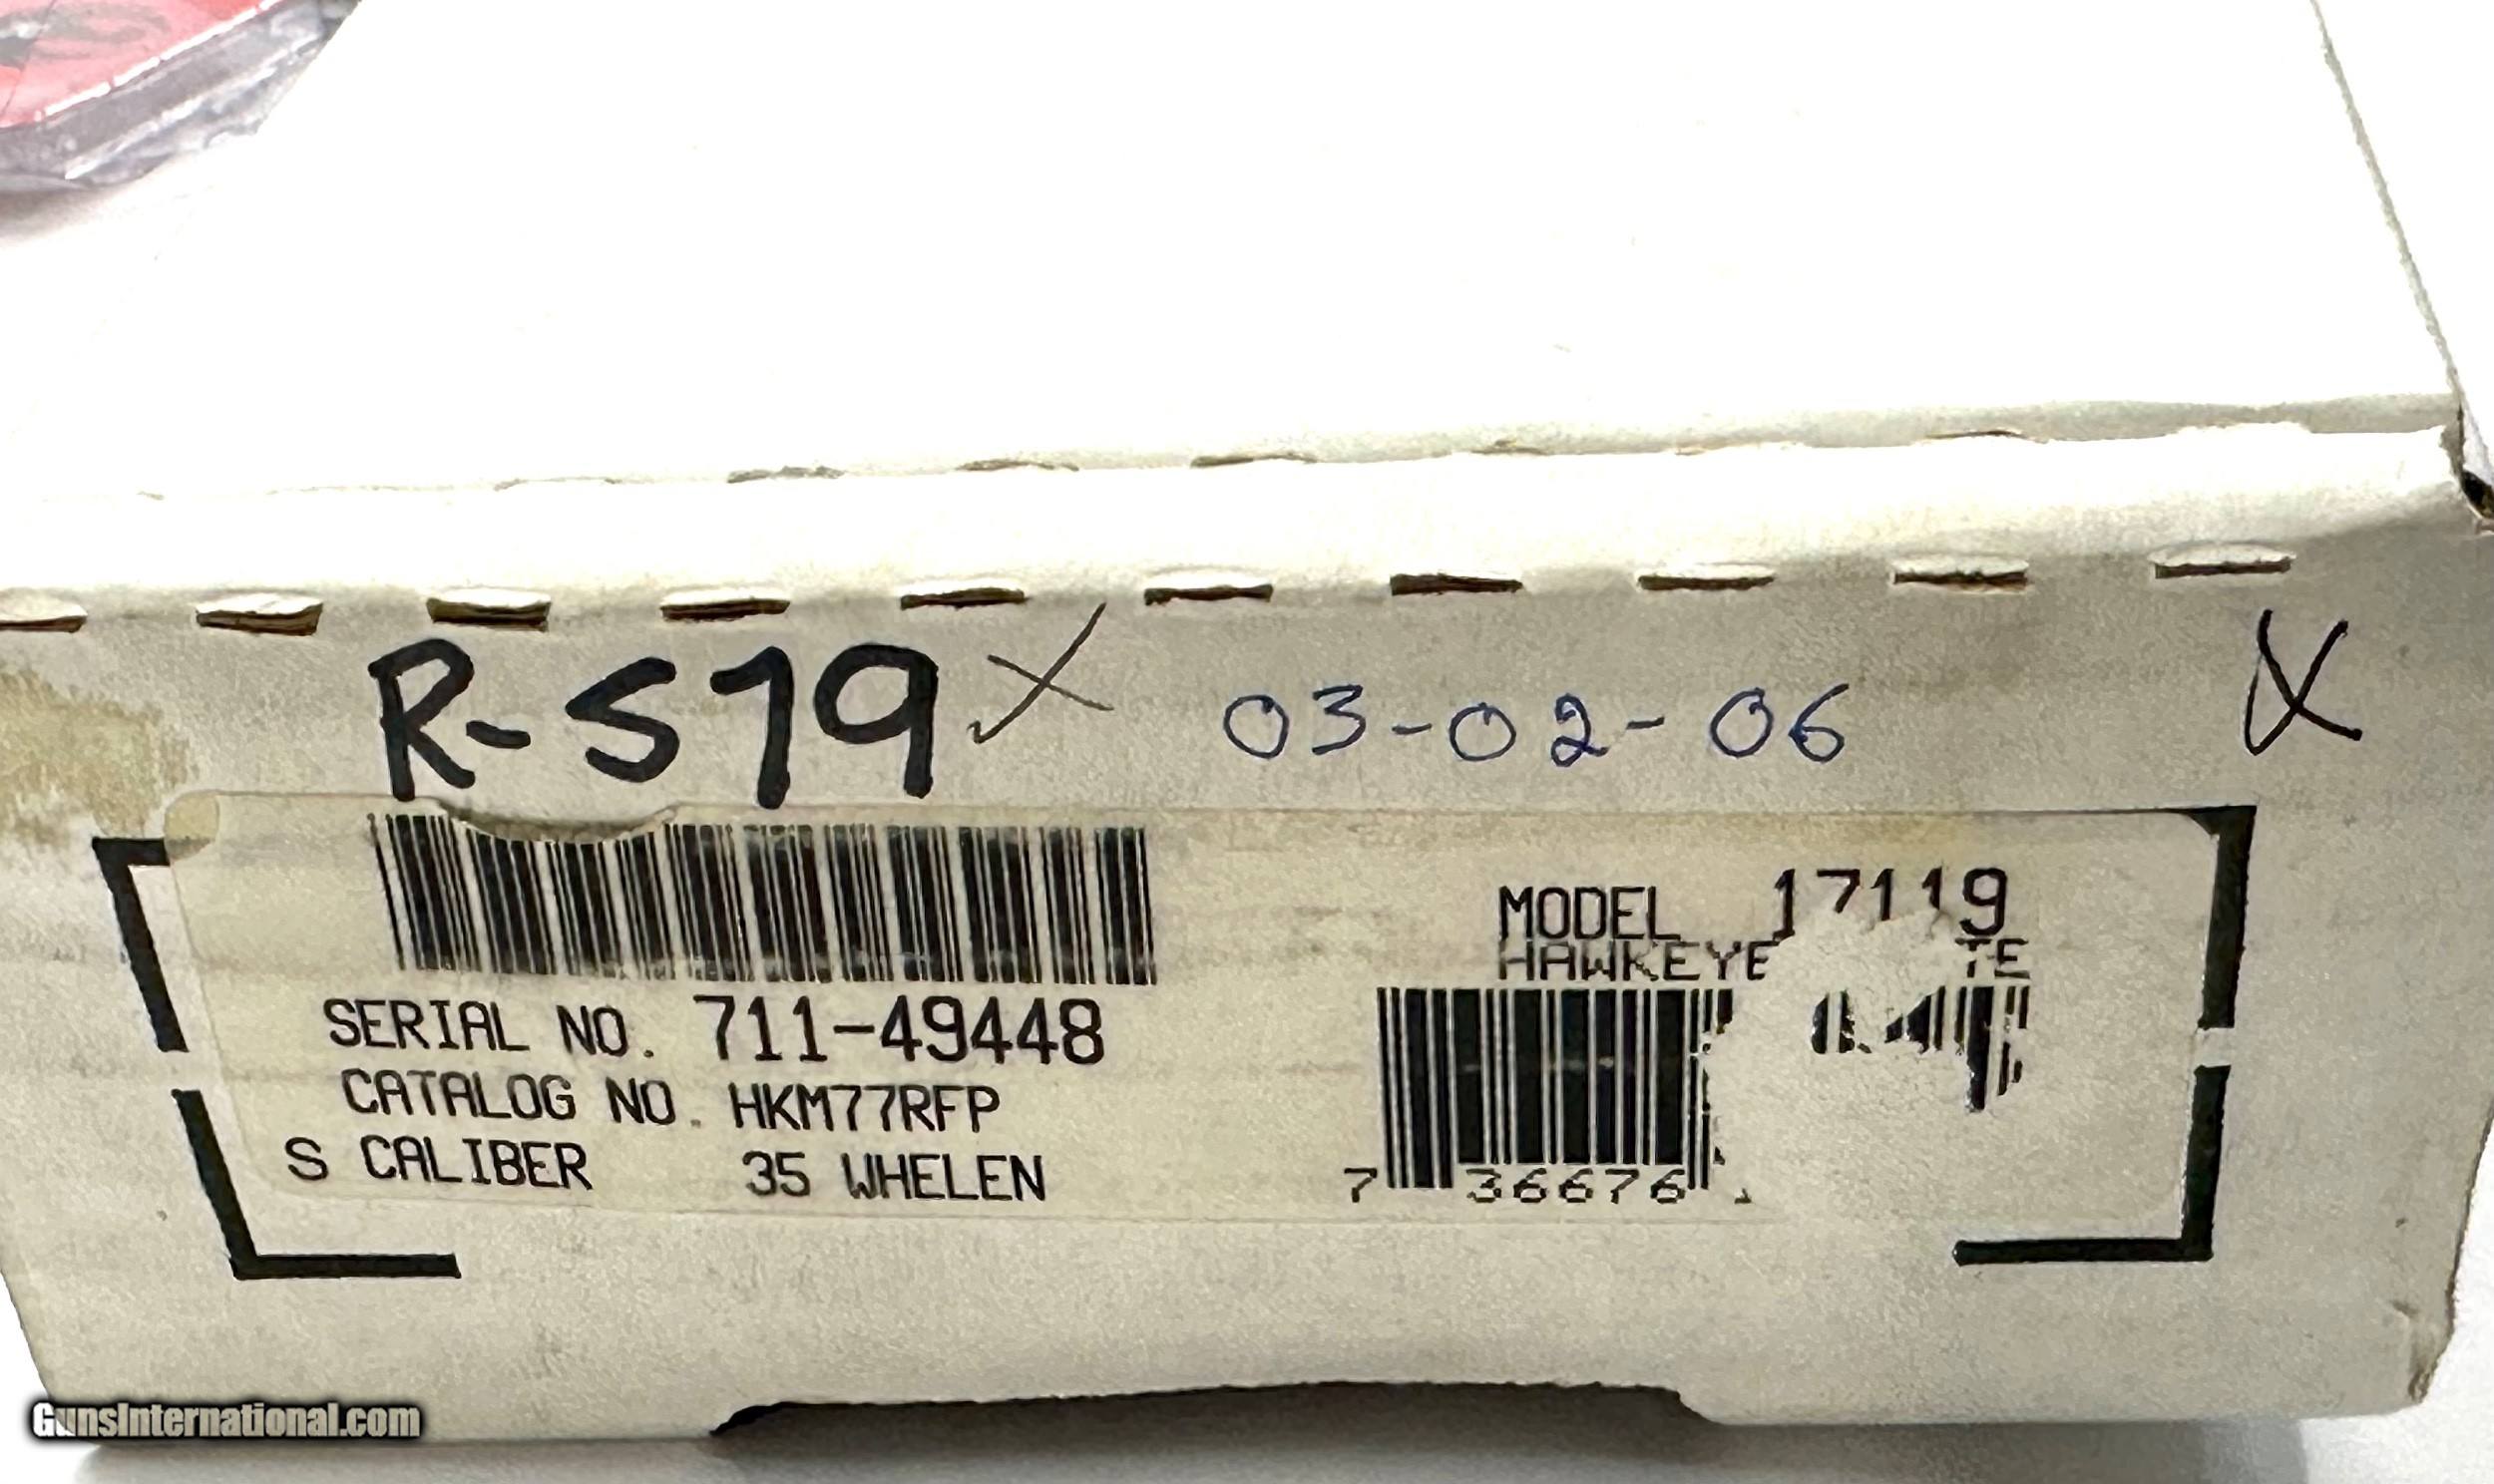 R-579 03-02-06
MODEL 17119
HAWKEYE
SERIAL NO. 711-49448
CATALOG NO. HKM77RFP
S CALIBER 35 WHELEN
7 36676
GunsInternational.com